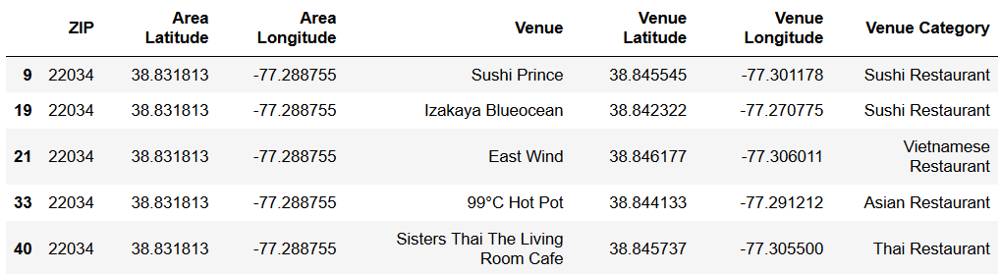 ZIP Area Latitude Area Longitude Venue Venue Latitude Venue Longitude Venue Category
9 22034 38.831813 -77.288755 Sushi Prince 38.845545 -77.301178 Sushi Restaurant
19 22034 38.831813 -77.288755 Izakaya Blueocean 38.842322 -77.270775 Sushi Restaurant
21 22034 38.831813 -77.288755 East Wind 38.846177 -77.306011 Vietnamese Restaurant
33 22034 38.831813 -77.288755 99°C Hot Pot 38.844133 -77.291212 Asian Restaurant
40 22034 38.831813 -77.288755 Sisters Thai The Living Room Cafe 38.845737 -77.305500 Thai Restaurant